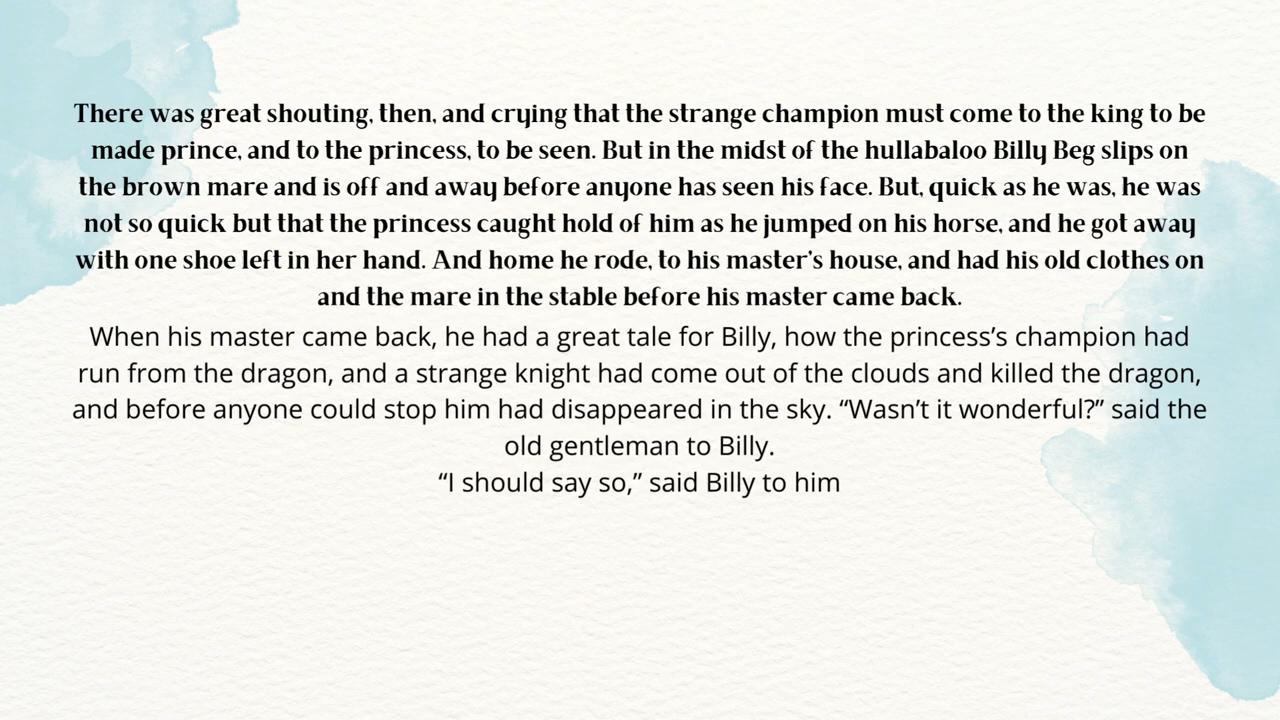 There was great shouting, then, and crying that the strange champion must come to the king to be
made prince, and to the princess, to be seen. But in the midst of the hullabaloo Billy Beg slips on
the brown mare and is off and away before anyone has seen his face. But, quick as he was, he was
not so quick but that the princess caught hold of him as he jumped on his horse, and he got away
with one shoe left in her hand. And home he rode, to his master's house, and had his old clothes on
and the mare in the stable before his master came back.
When his master came back, he had a great tale for Billy, how the princess’s champion had
run from the dragon, and a strange knight had come out of the clouds and killed the dragon,
and before anyone could stop him had disappeared in the sky. “Wasn’t it wonderful?” said the
old gentleman to Billy.
“I should say so,” said Billy to him